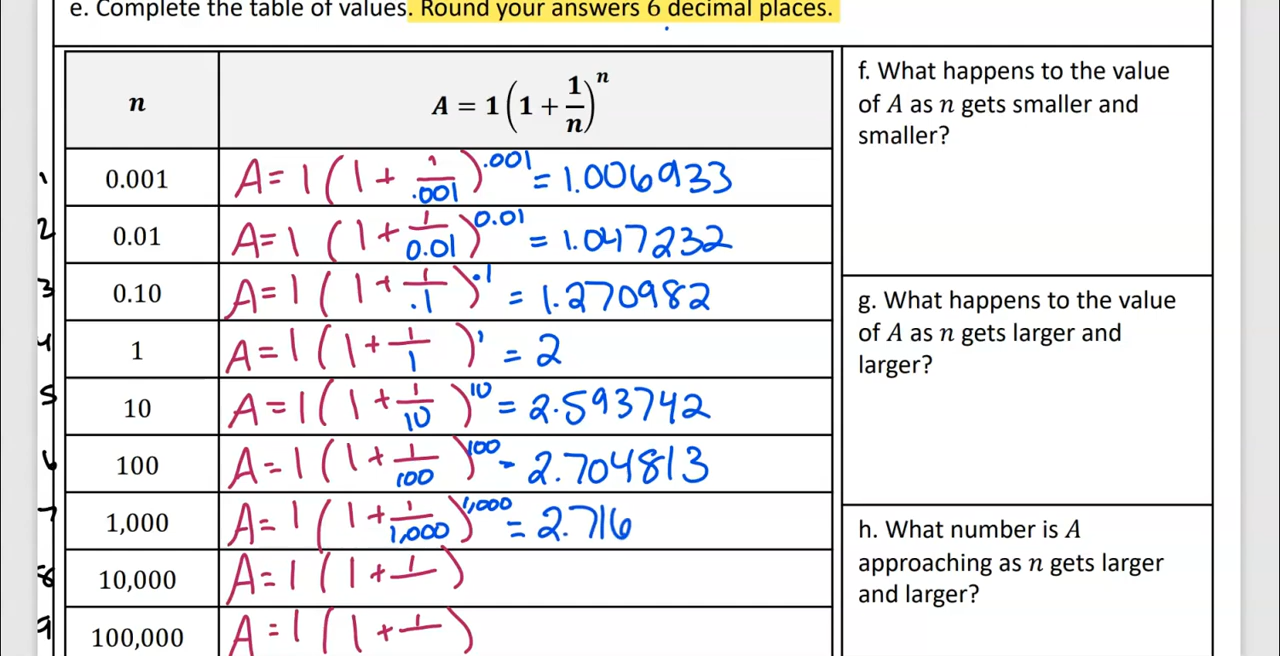 e. Complete the table of values. Round your answers 6 decimal places.
n
A = 1(1 + 1/n)^n
1 0.001 A = 1(1 + 1/.001)^.001 = 1.006933
2 0.01 A = 1(1 + 1/0.01)^0.01 = 1.047232
3 0.10 A = 1(1 + 1/.1)^.1 = 1.270982
4 1 A = 1(1 + 1/1)^1 = 2
5 10 A = 1(1 + 1/10)^10 = 2.593742
6 100 A = 1(1 + 1/100)^100 - 2.704813
7 1,000 A = 1(1 + 1/1,000)^1,000 = 2.716
8 10,000 A = 1(1 + 1/ )
9 100,000 A = 1(1 + 1/ )
f. What happens to the value
of A as n gets smaller and
smaller?
g. What happens to the value
of A as n gets larger and
larger?
h. What number is A
approaching as n gets larger
and larger?